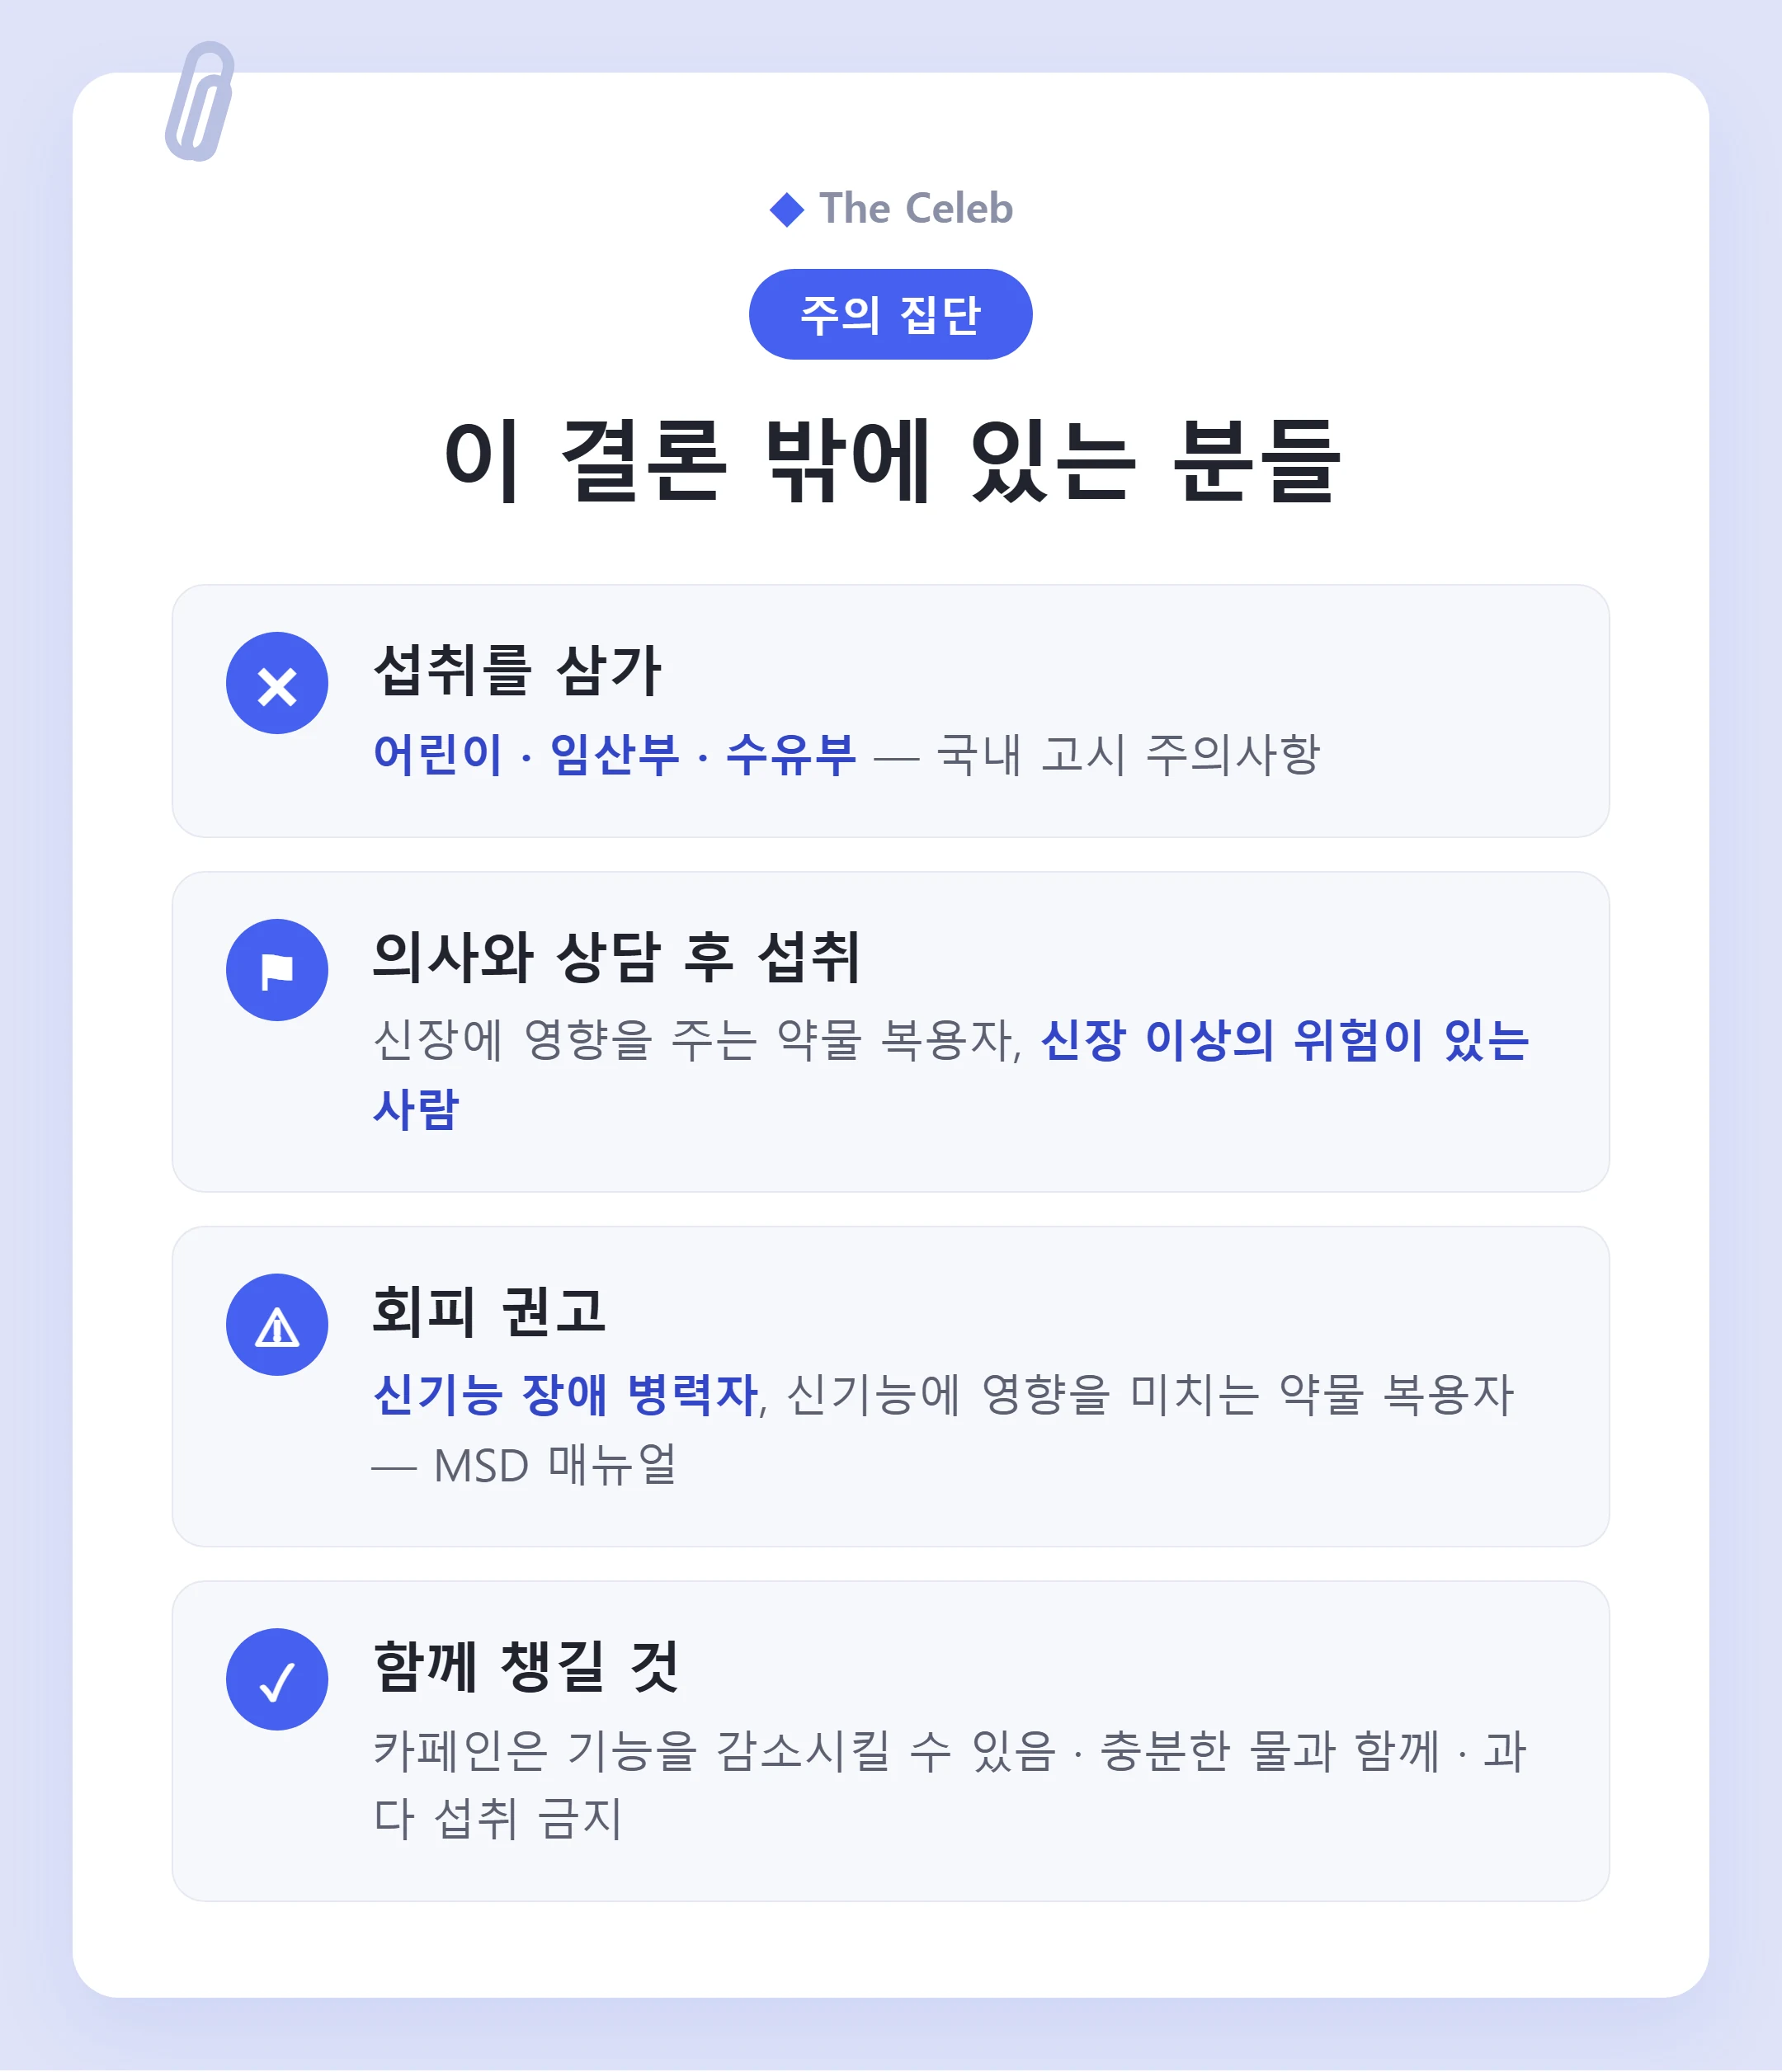 The Celeb
주의 집단
이 결론 밖에 있는 분들
섭취를 삼가
어린이 · 임산부 · 수유부 — 국내 고시 주의사항
의사와 상담 후 섭취
신장에 영향을 주는 약물 복용자, 신장 이상의 위험이 있는
사람
회피 권고
신기능 장애 병력자, 신기능에 영향을 미치는 약물 복용자
— MSD 매뉴얼
함께 챙길 것
카페인은 기능을 감소시킬 수 있음 · 충분한 물과 함께 · 과
다 섭취 금지